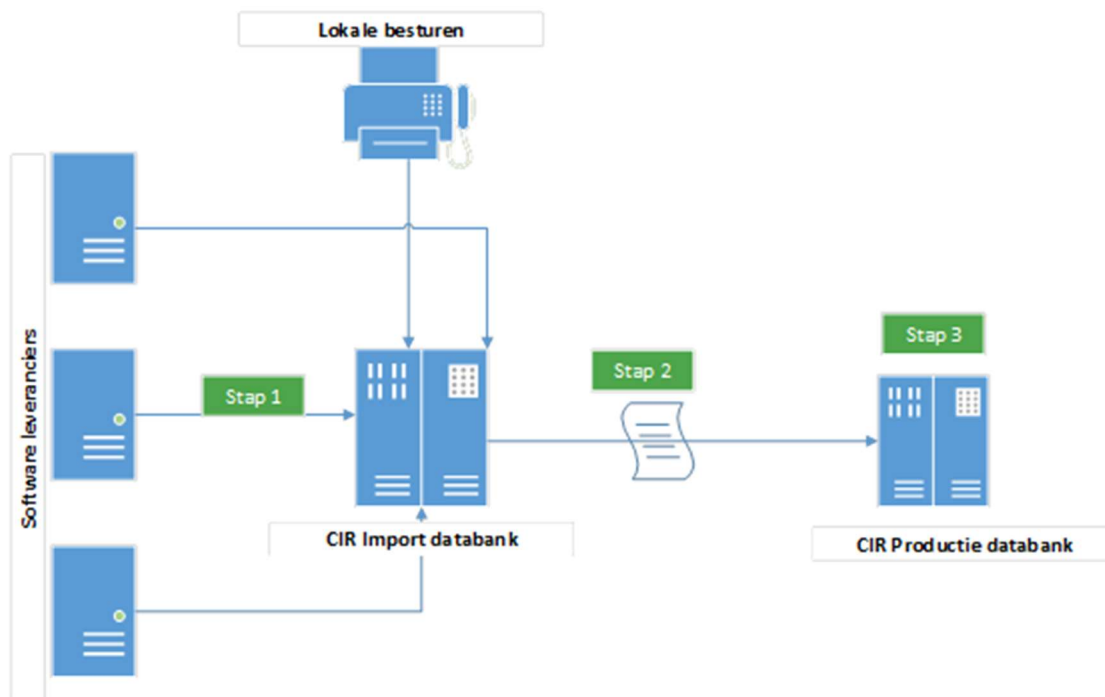 Lokale besturen
Software leveranciers
Stap 1
Stap 2
Stap 3
CIR Import databank
CIR Productie databank